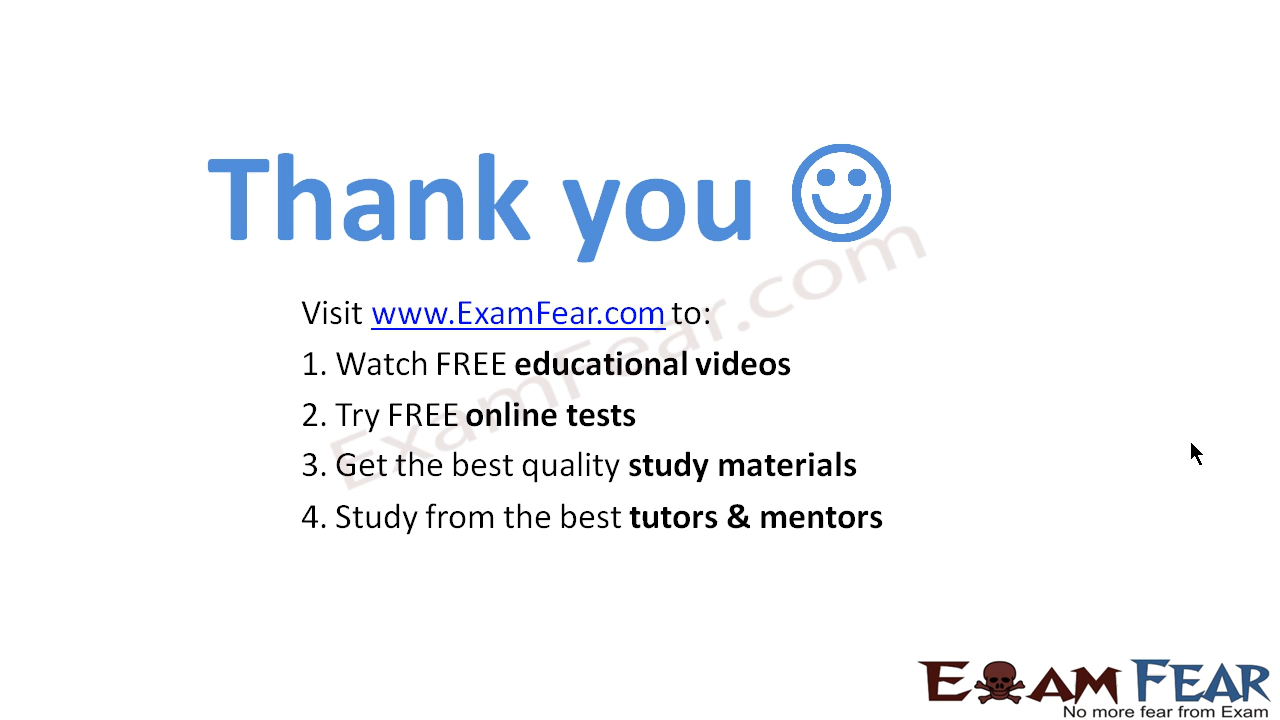 Thank you
Visit www.ExamFear.com to:
1. Watch FREE educational videos
2. Try FREE online tests
3. Get the best quality study materials
4. Study from the best tutors & mentors
ExamFear.com
EXAM FEAR
No more fear from Exam